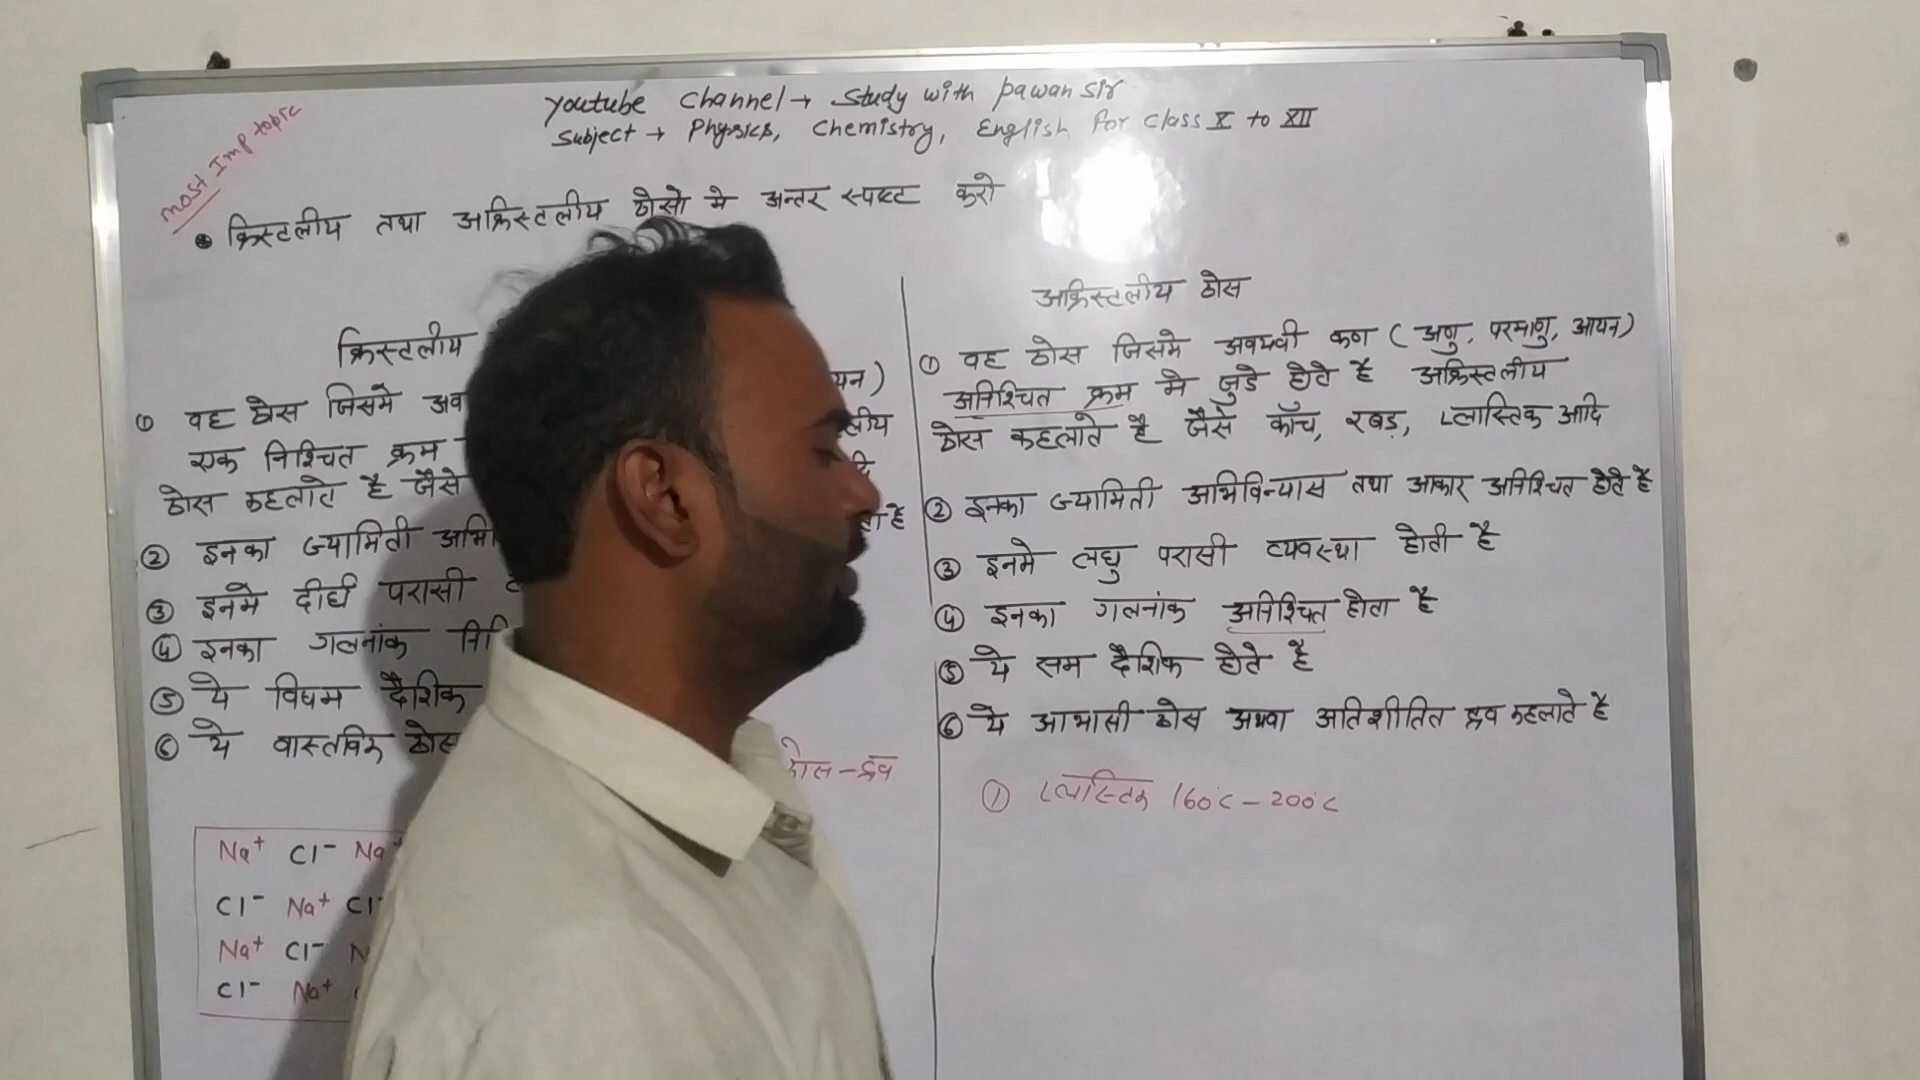 youtube channel → study with pawan sir
Subject → Physics, Chemistry, English For class X to XII
most Imp topic
क्रिस्टलीय तथा अक्रिस्टलीय ठोसो मे अन्तर स्पष्ट करो
क्रिस्टलीय
① वह ठोस जिसमे अव
यन)
एक निश्चित क्रम
लीय
ठोस कहलाते है जैसे
② इनका ज्यामिती अभि
ता है
③ इनमे दीर्घ परासी
④ इनका गलनांक नि
⑤ ये विषम दैशिक
⑥ ये वास्तविक ठोस
ठोस - द्रव
Na+ Cl- Na+
Cl- Na+ Cl-
Na+ Cl- N
Cl- Na+
अक्रिस्टलीय ठोस
① वह ठोस जिसमे अवयवी कण ( अणु, परमाणु, आयन)
अनिश्चित क्रम मे जुडे होते है अक्रिस्टलीय
ठोस कहलाते है जैसे काँच, रबड़, प्लास्तिक आदि
② इनका ज्यामिती अभिविन्यास तथा आकार अनिश्चित होते है
③ इनमे लघु परासी व्यवस्था होती है
④ इनका गलनांक अनिश्चित होता है
⑤ ये सम दैशिक होते है
⑥ ये आभासी ठोस अथवा अतिशीतित द्रव कहलाते है
① प्लास्तिक 160°C - 200°C